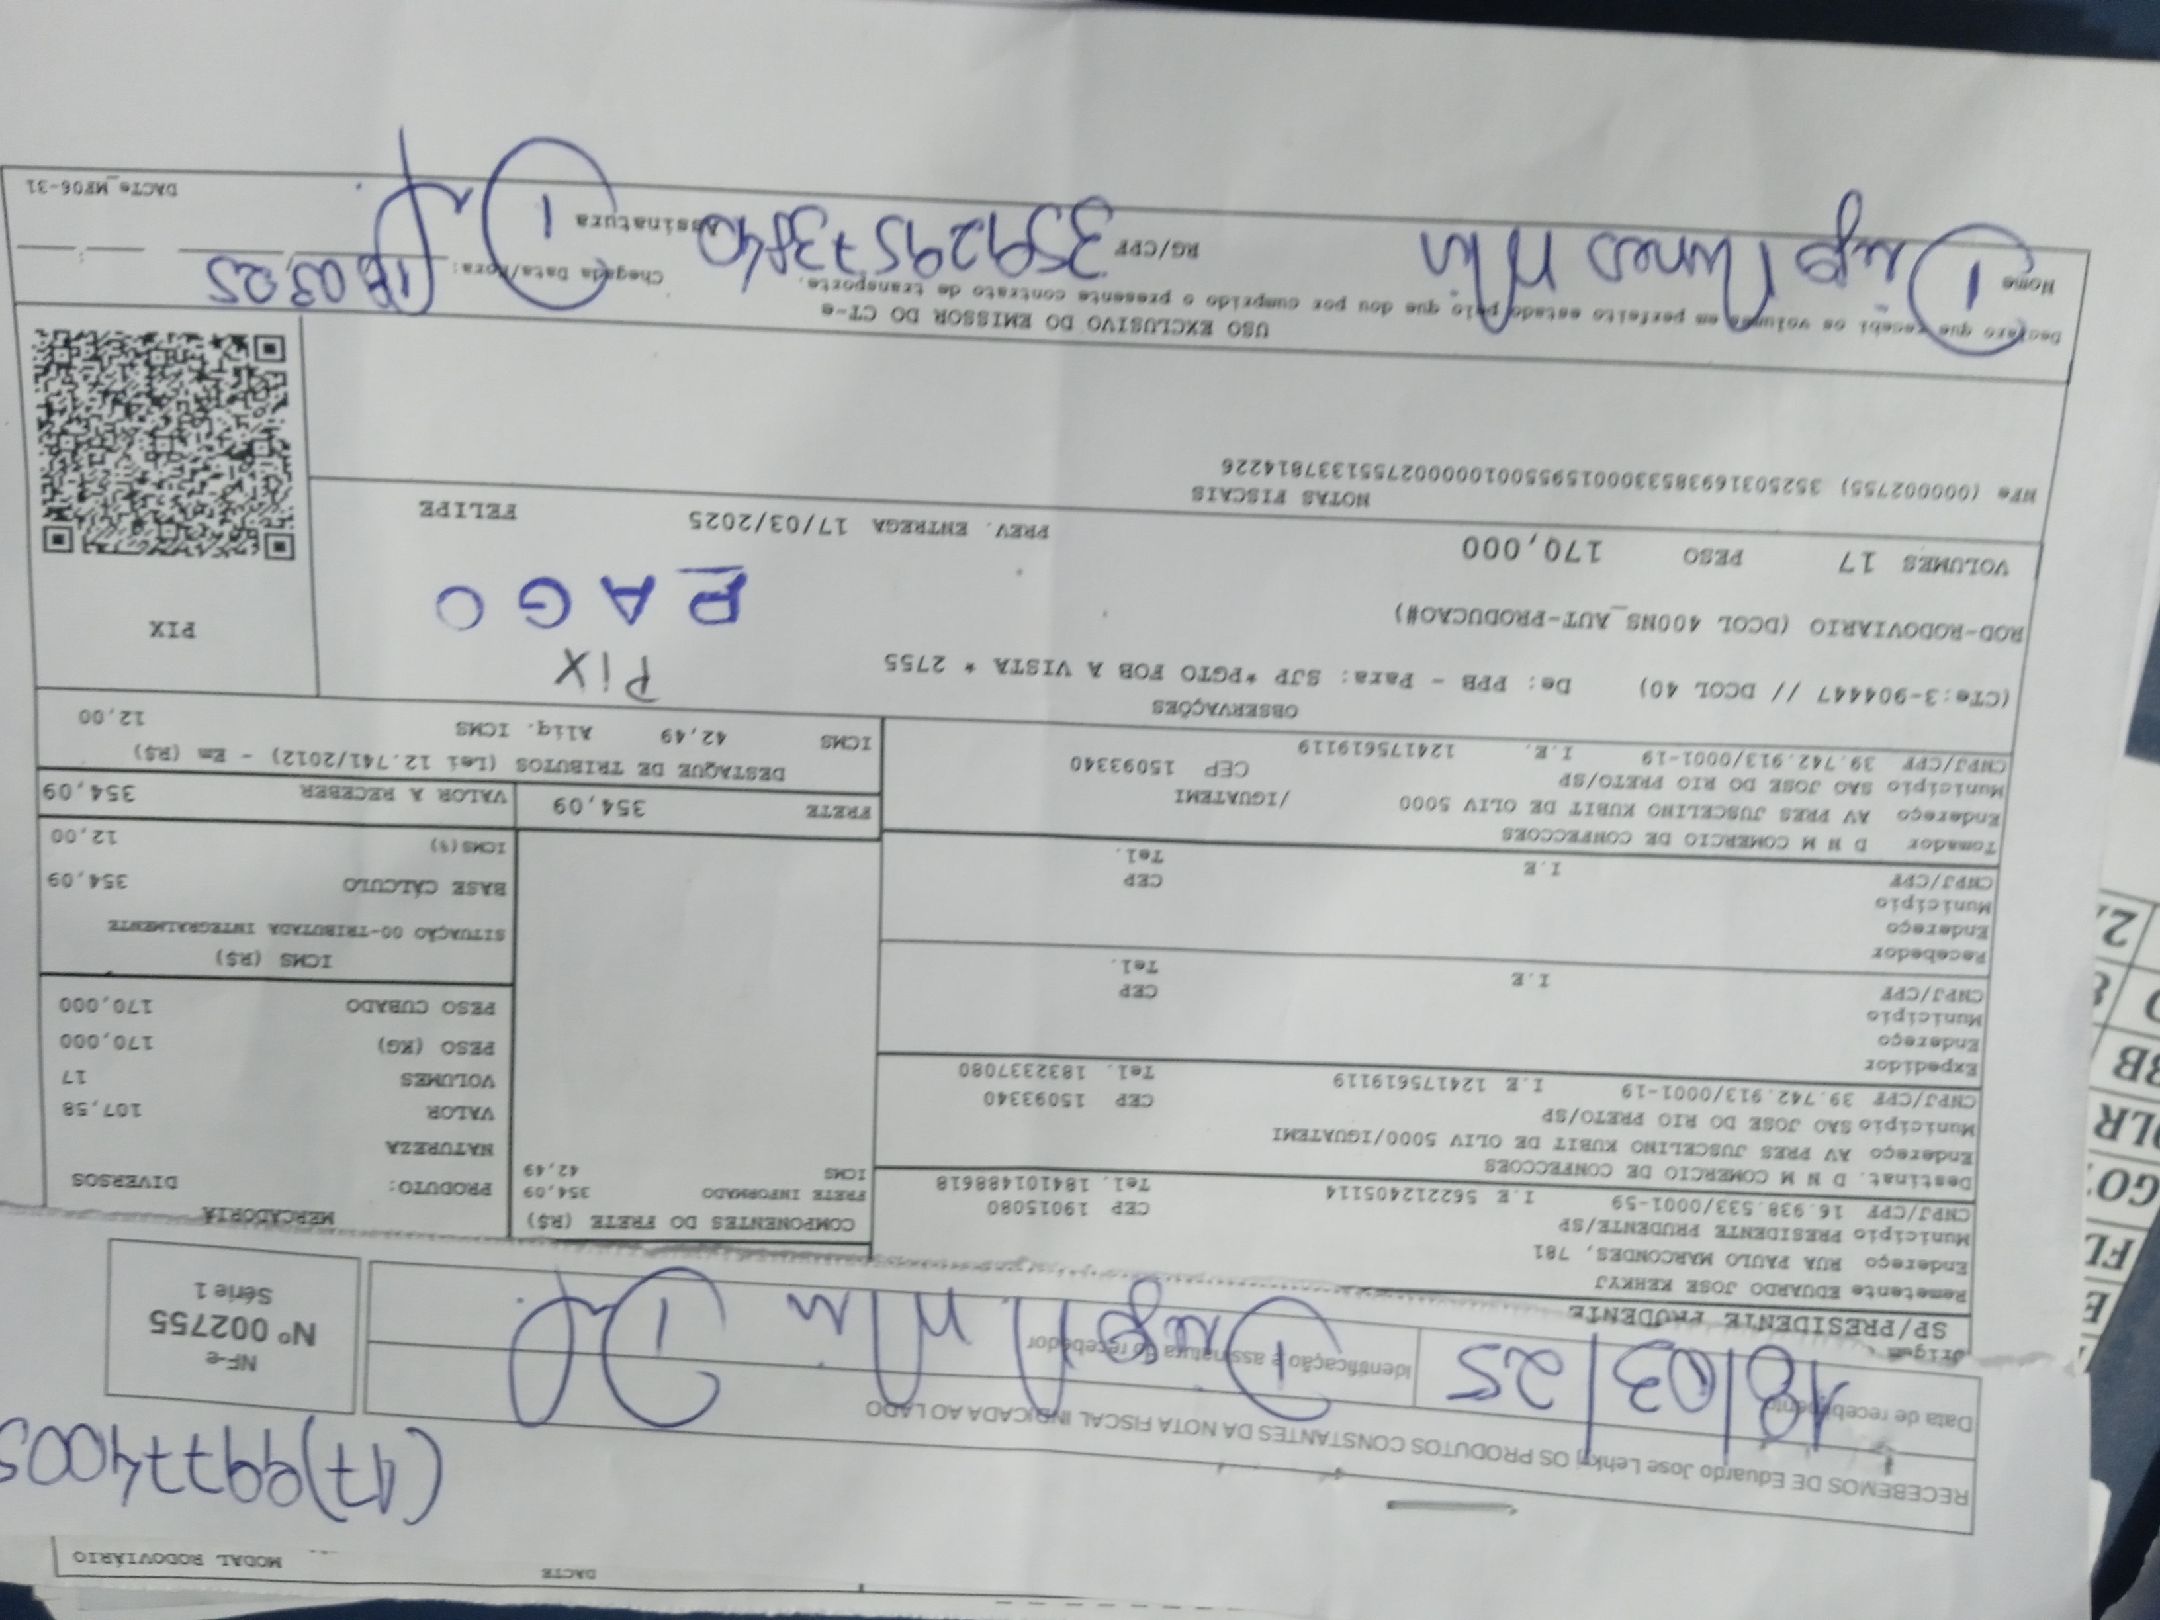 DACTE
MODAL RODOVIÁRIO
(17)99774005
RECEBEMOS DE Eduardo Jose Lehkyj OS PRODUTOS CONSTANTES DA NOTA FISCAL INDICADA AO LADO
Data de recebimento
18/03/25
Identificação e assinatura do recebedor
NF-e
Nº 002755
Série 1
Origem
SP/PRESIDENTE PRUDENTE
Remetente EDUARDO JOSE KEHKYJ
Endereço RUA PAULO MARCONDES, 781
Município PRESIDENTE PRUDENTE/SP CEP 19015080
CNPJ/CPF 16.938.533/0001-59 I.E 562212405114 Tel. 184101488618
Destinat. D N M COMERCIO DE CONFECCOES
Endereço AV PRES JUSCELINO KUBIT DE OLIV 5000/IGUATEMI
Município SAO JOSE DO RIO PRETO/SP CEP 15093340
CNPJ/CPF 39.742.913/0001-19 I.E 124175619119 Tel. 1832337080
Expedidor
Endereço
Município CEP
CNPJ/CPF I.E Tel.
Recebedor
Endereço
Município CEP
CNPJ/CPF I.E Tel.
Tomador D N M COMERCIO DE CONFECCOES
Endereço AV PRES JUSCELINO KUBIT DE OLIV 5000 /IGUATEMI
Município SAO JOSE DO RIO PRETO/SP CEP 15093340
CNPJ/CPF 39.742.913/0001-19 I.E. 124175619119
COMPONENTES DO FRETE (R$)
FRETE INFORMADO 354,09
ICMS 42,49
FRETE 354,09
MERCADORIA
PRODUTO: DIVERSOS
NATUREZA
VALOR 107,58
VOLUMES 17
PESO (KG) 170,000
PESO CUBADO 170,000
ICMS (R$)
SITUAÇÃO 00-TRIBUTADA INTEGRALMENTE
BASE CÁLCULO 354,09
ICMS(%) 12,00
VALOR A RECEBER 354,09
DESTAQUE DE TRIBUTOS (Lei 12.741/2012) - Em (R$)
ICMS 42,49 Alíq. ICMS 12,00
OBSERVAÇÕES
(CTe:3-904447 // DCOL 40) De: PPB - Para: SJP *PGTO FOB A VISTA * 2755
PIX
ROD-RODOVIARIO (DCOL 400NS_AUT-PRODUCAO#)
PAGO
PIX
VOLUMES 17 PESO 170,000 PREV. ENTREGA 17/03/2025 FELIPE
NOTAS FISCAIS
NFe (000002755) 35250316938533000159550010000027551337814226
USO EXCLUSIVO DO EMISSOR DO CT-e
Declaro que recebi os volumes em perfeito estado pelo que dou por cumprido o presente contrato de transporte.
Nome
RG/CPF 35929573840
Chegada Data/Hora: 18 03 25
Assinatura
DACTe_MF06-31